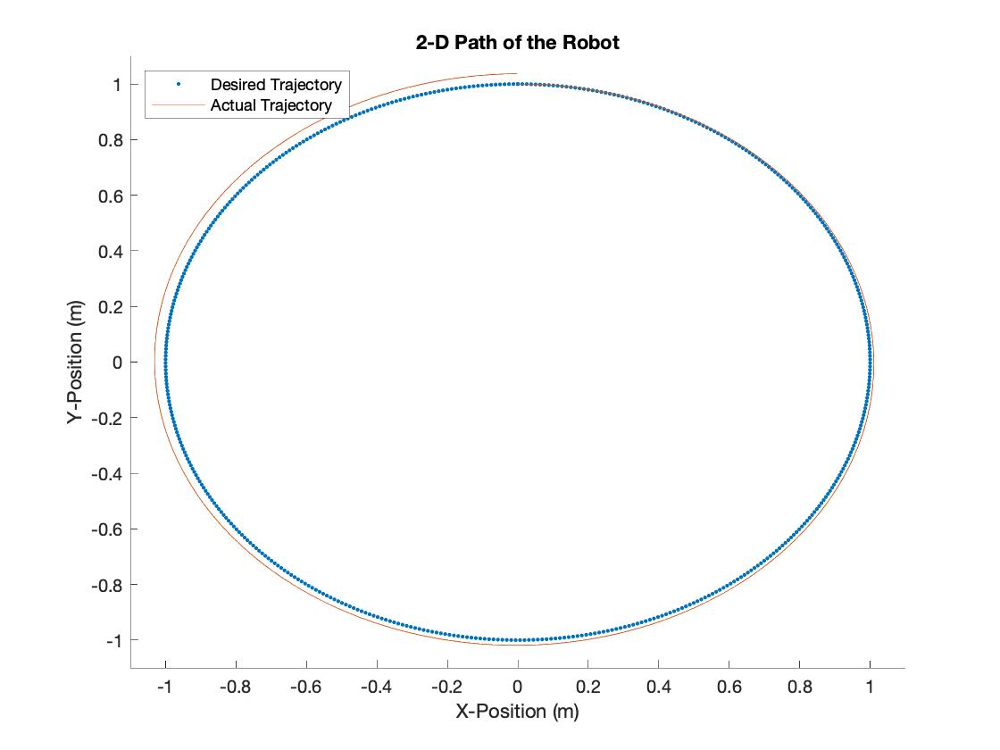 2-D Path of the Robot
Desired Trajectory
Actual Trajectory
1
0.8
0.6
0.4
0.2
0
-0.2
-0.4
-0.6
-0.8
-1
Y-Position (m)
-1 -0.8 -0.6 -0.4 -0.2 0 0.2 0.4 0.6 0.8 1
X-Position (m)